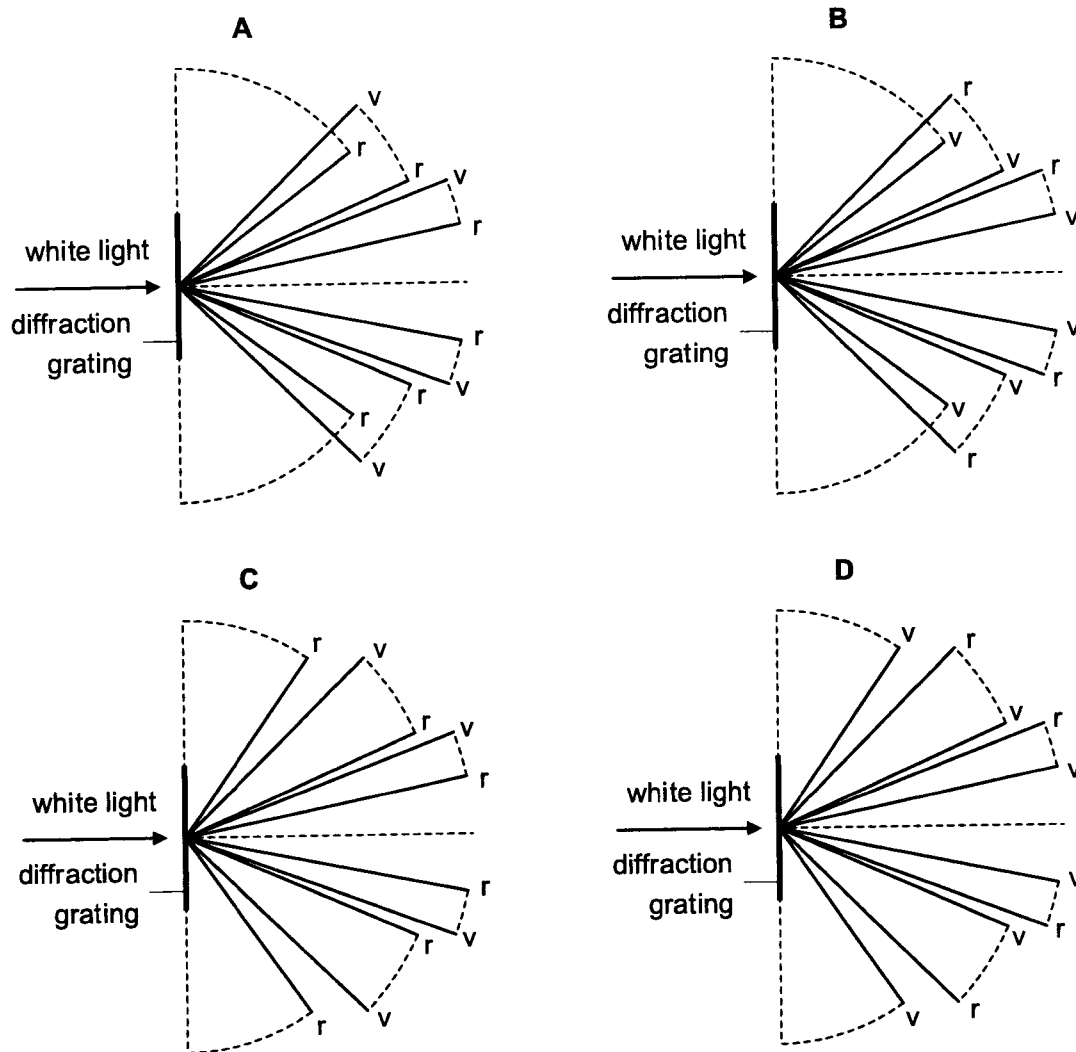 A
v
r
r
v
r
white light
diffraction
grating
r
v
r
r
v
B
r
v
v
r
v
white light
diffraction
grating
v
r
v
v
r
C
r
v
r
v
r
white light
diffraction
grating
r
v
r
v
r
D
v
r
v
r
v
white light
diffraction
grating
v
r
v
r
v